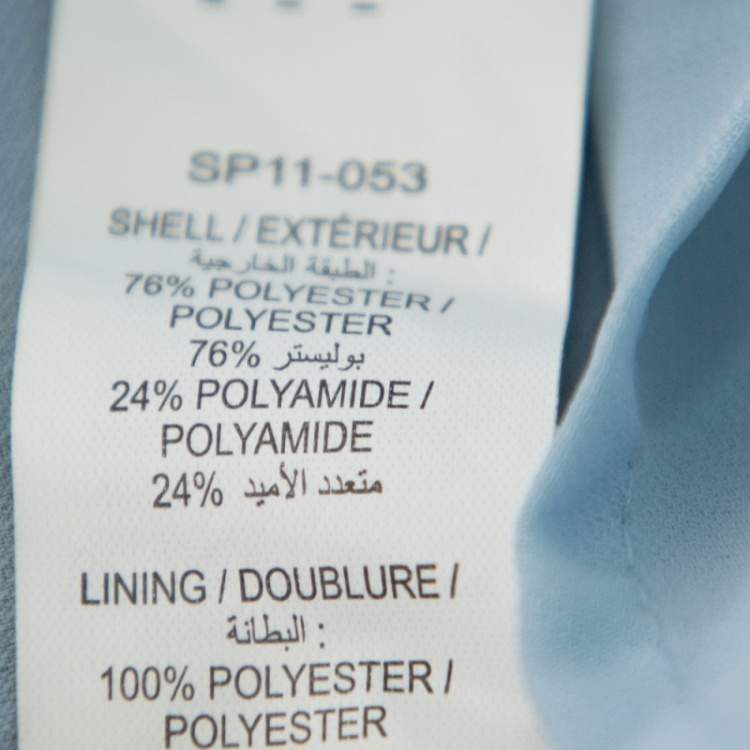 SP11-053
SHELL / EXTÉRIEUR /
الطبقة الخارجية :
76% POLYESTER /
POLYESTER
76% بوليستر
24% POLYAMIDE /
POLYAMIDE
24% متعدد الأميد
LINING / DOUBLURE /
البطانة :
100% POLYESTER /
POLYESTER